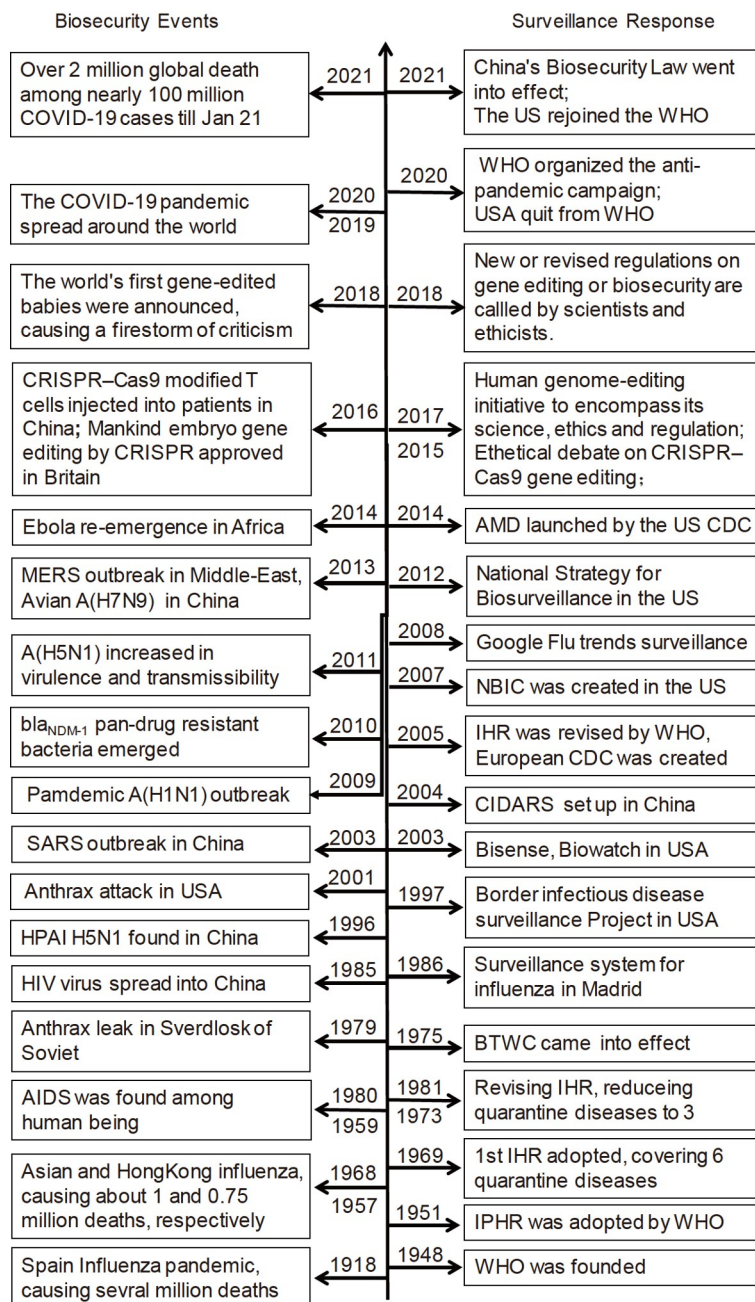 Biosecurity Events
Surveillance Response
Over 2 million global death
among nearly 100 million
COVID-19 cases till Jan 21
2021
2021
China's Biosecurity Law went
into effect;
The US rejoined the WHO
The COVID-19 pandemic
spread around the world
2020
2019
2020
WHO organized the anti-
pandemic campaign;
USA quit from WHO
The world's first gene-edited
babies were announced,
causing a firestorm of criticism
2018
2018
New or revised regulations on
gene editing or biosecurity are
callled by scientists and
ethicists.
CRISPR–Cas9 modified T
cells injected into patients in
China; Mankind embryo gene
editing by CRISPR approved
in Britain
2016
2017
2015
Human genome-editing
initiative to encompass its
science, ethics and regulation;
Ethetical debate on CRISPR–
Cas9 gene editing;
Ebola re-emergence in Africa
2014
2014
AMD launched by the US CDC
MERS outbreak in Middle-East,
Avian A(H7N9) in China
2013
2012
National Strategy for
Biosurveillance in the US
2008
Google Flu trends surveillance
A(H5N1) increased in
virulence and transmissibility
2011
2007
NBIC was created in the US
blaNDM-1 pan-drug resistant
bacteria emerged
2010
2005
IHR was revised by WHO,
European CDC was created
Pamdemic A(H1N1) outbreak
2009
2004
CIDARS set up in China
SARS outbreak in China
2003
2003
Bisense, Biowatch in USA
Anthrax attack in USA
2001
1997
Border infectious disease
surveillance Project in USA
HPAI H5N1 found in China
1996
HIV virus spread into China
1985
1986
Surveillance system for
influenza in Madrid
Anthrax leak in Sverdlosk of
Soviet
1979
1975
BTWC came into effect
AIDS was found among
human being
1980
1959
1981
1973
Revising IHR, reduceing
quarantine diseases to 3
1969
1st IHR adopted, covering 6
quarantine diseases
Asian and HongKong influenza,
causing about 1 and 0.75
million deaths, respectively
1968
1957
1951
IPHR was adopted by WHO
Spain Influenza pandemic,
causing sevral million deaths
1918
1948
WHO was founded